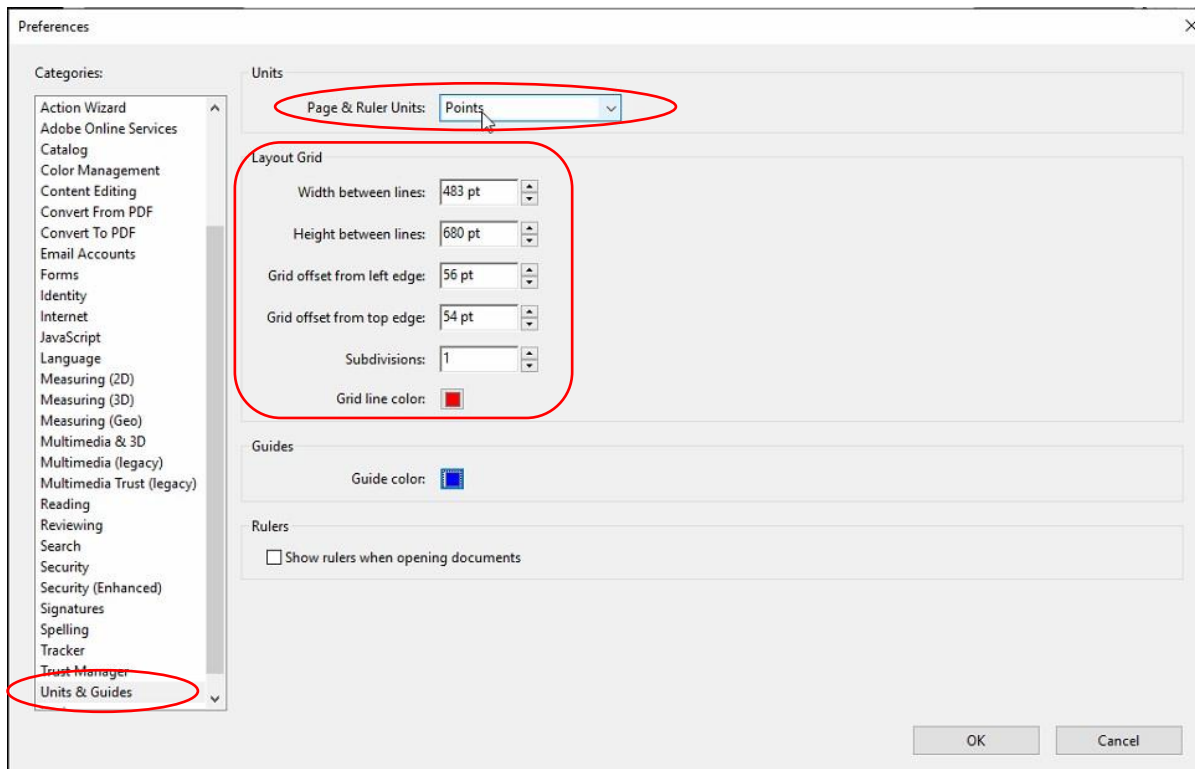 Preferences
Categories:
Action Wizard
Adobe Online Services
Catalog
Color Management
Content Editing
Convert From PDF
Convert To PDF
Email Accounts
Forms
Identity
Internet
JavaScript
Language
Measuring (2D)
Measuring (3D)
Measuring (Geo)
Multimedia & 3D
Multimedia (legacy)
Multimedia Trust (legacy)
Reading
Reviewing
Search
Security
Security (Enhanced)
Signatures
Spelling
Tracker
Trust Manager
Units & Guides
Units
Page & Ruler Units: Points
Layout Grid
Width between lines: 483 pt
Height between lines: 680 pt
Grid offset from left edge: 56 pt
Grid offset from top edge: 54 pt
Subdivisions: 1
Grid line color:
Guides
Guide color:
Rulers
Show rulers when opening documents
OK Cancel